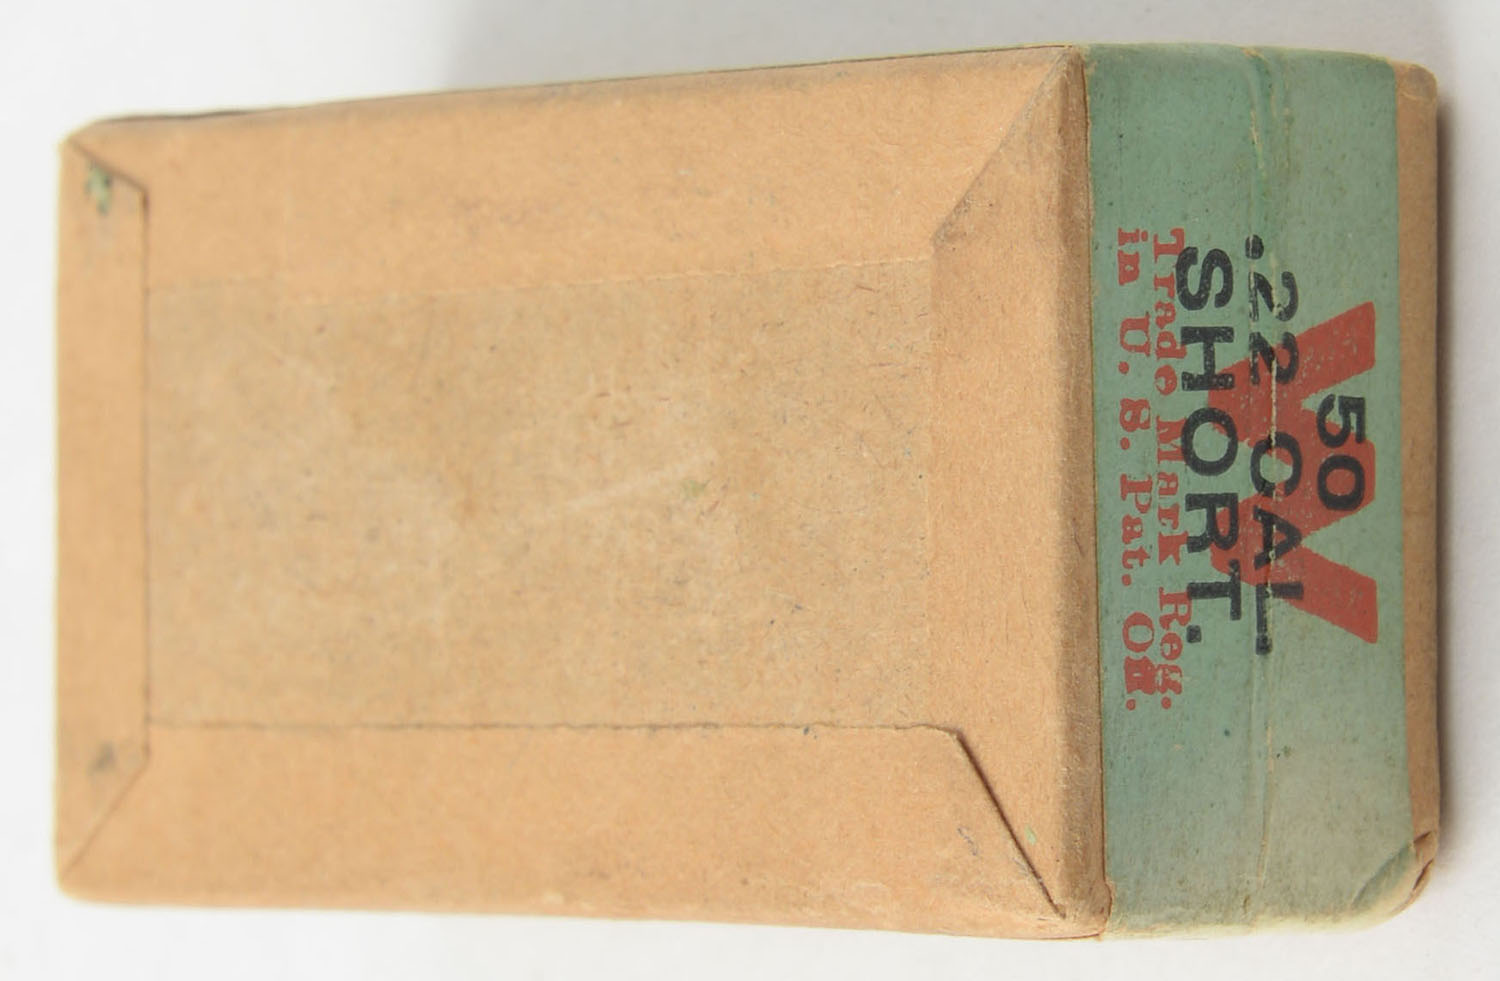 50
.22 CAL.
SHORT.
Trade Mark Reg.
in U. S. Pat. Off.
W